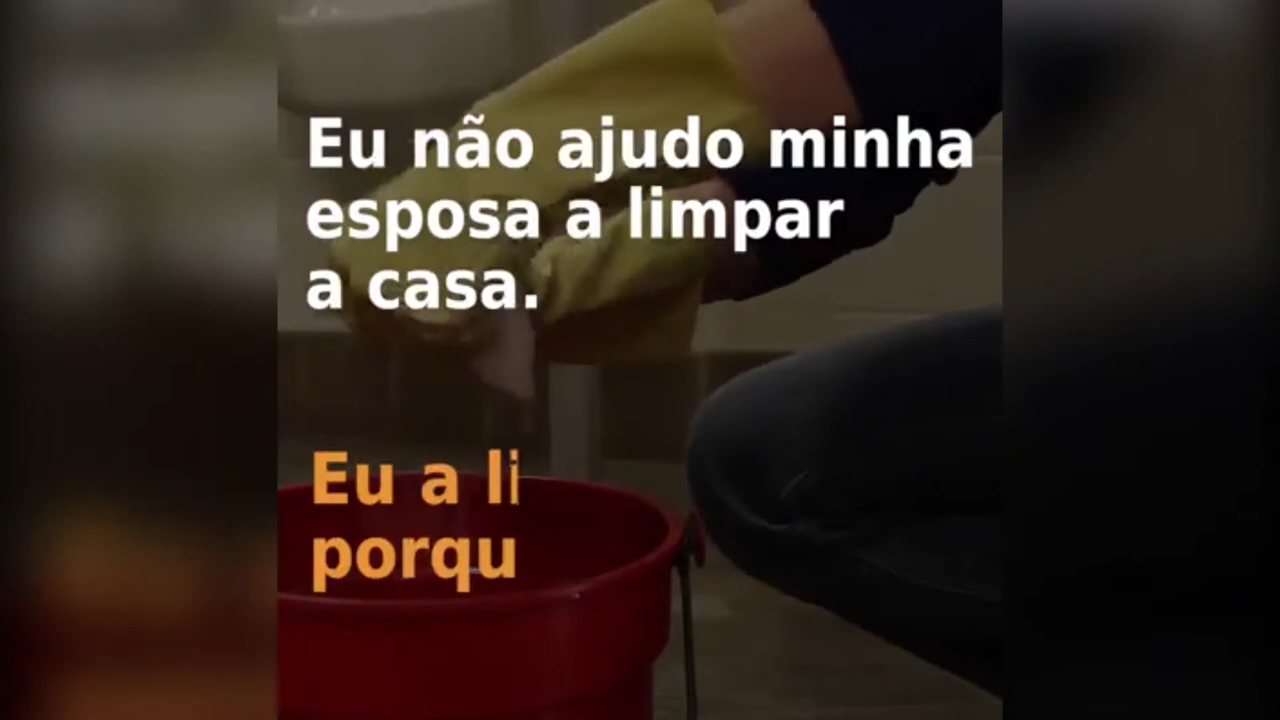 Eu não ajudo minha
esposa a limpar
a casa.
Eu a li
porqu